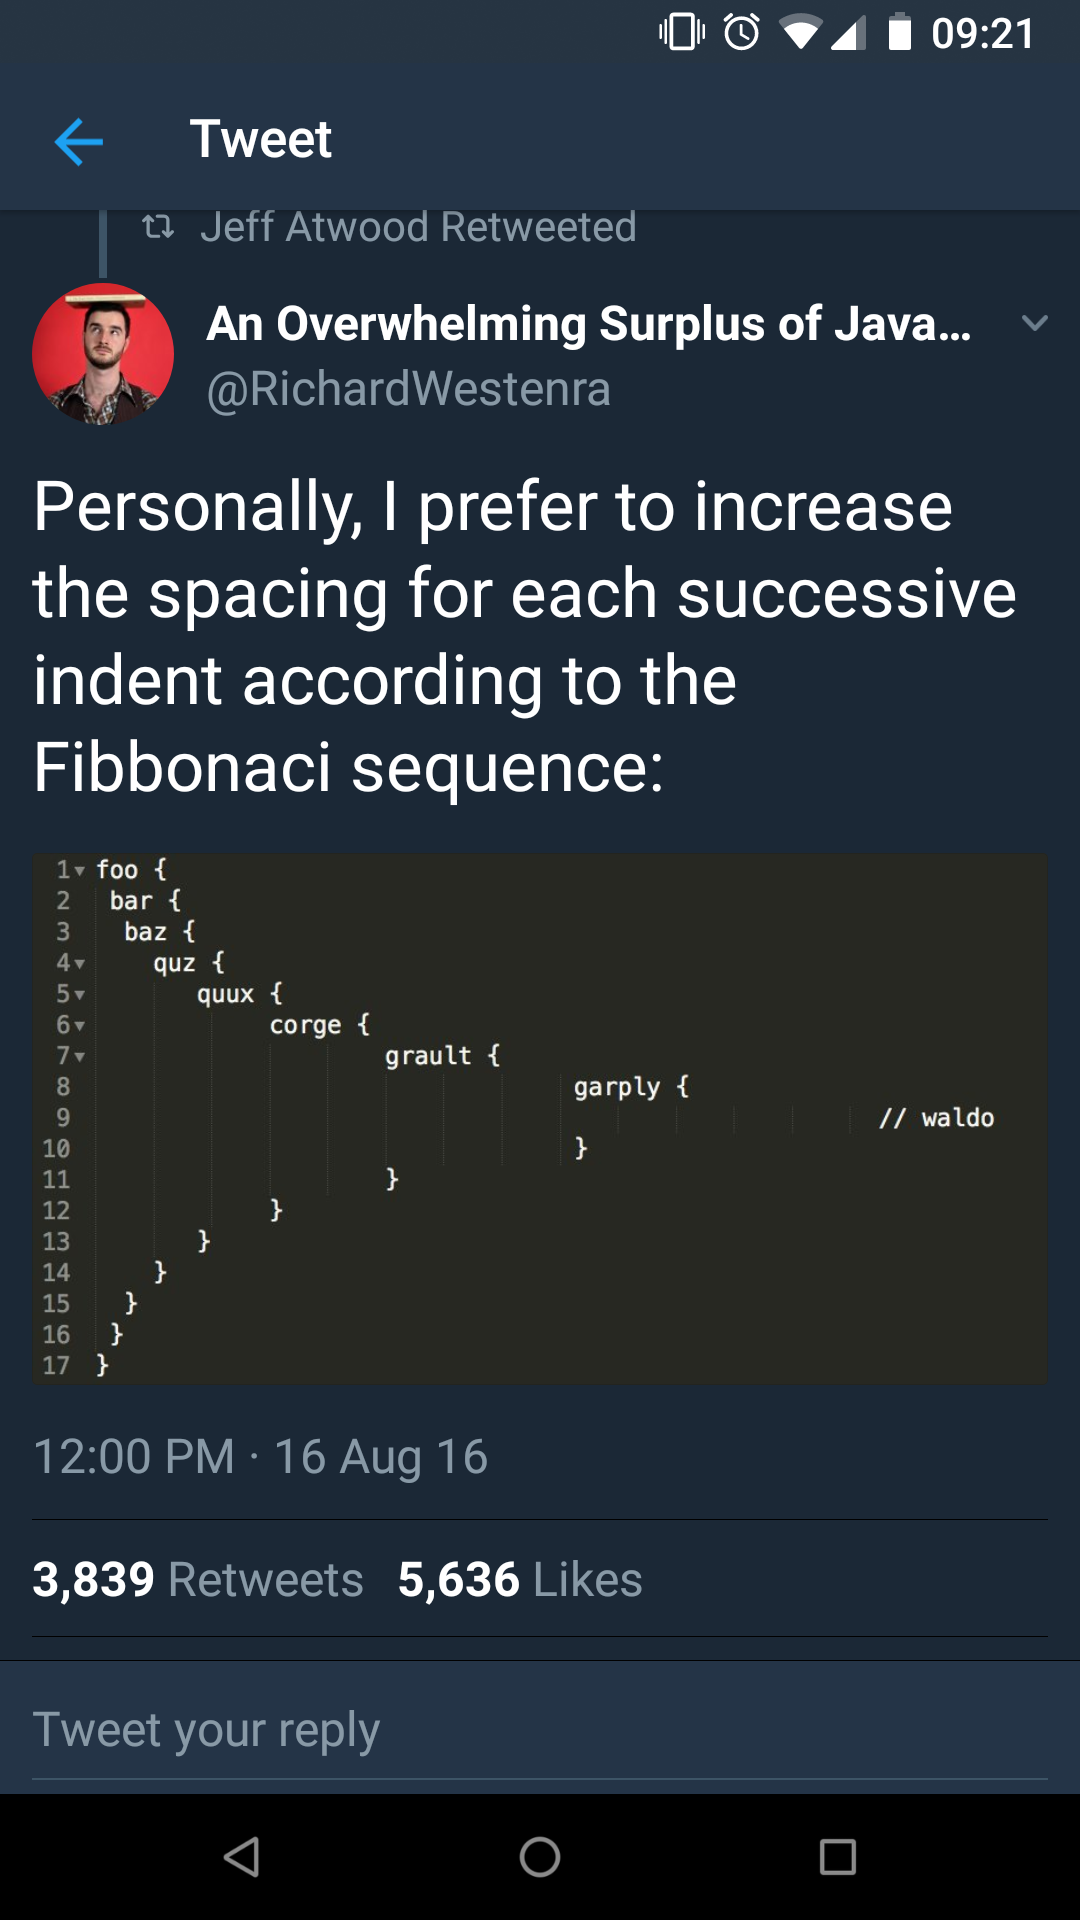 09:21
Tweet
Jeff Atwood Retweeted
An Overwhelming Surplus of Java...
@RichardWestenra
Personally, I prefer to increase
the spacing for each successive
indent according to the
Fibbonaci sequence:
1 foo {
2  bar {
3   baz {
4     quz {
5        quux {
6             corge {
7                     grault {
8                                  garply {
9                                                       // waldo
10                                 }
11                    }
12            }
13       }
14    }
15  }
16 }
17 }
12:00 PM · 16 Aug 16
3,839 Retweets 5,636 Likes
Tweet your reply